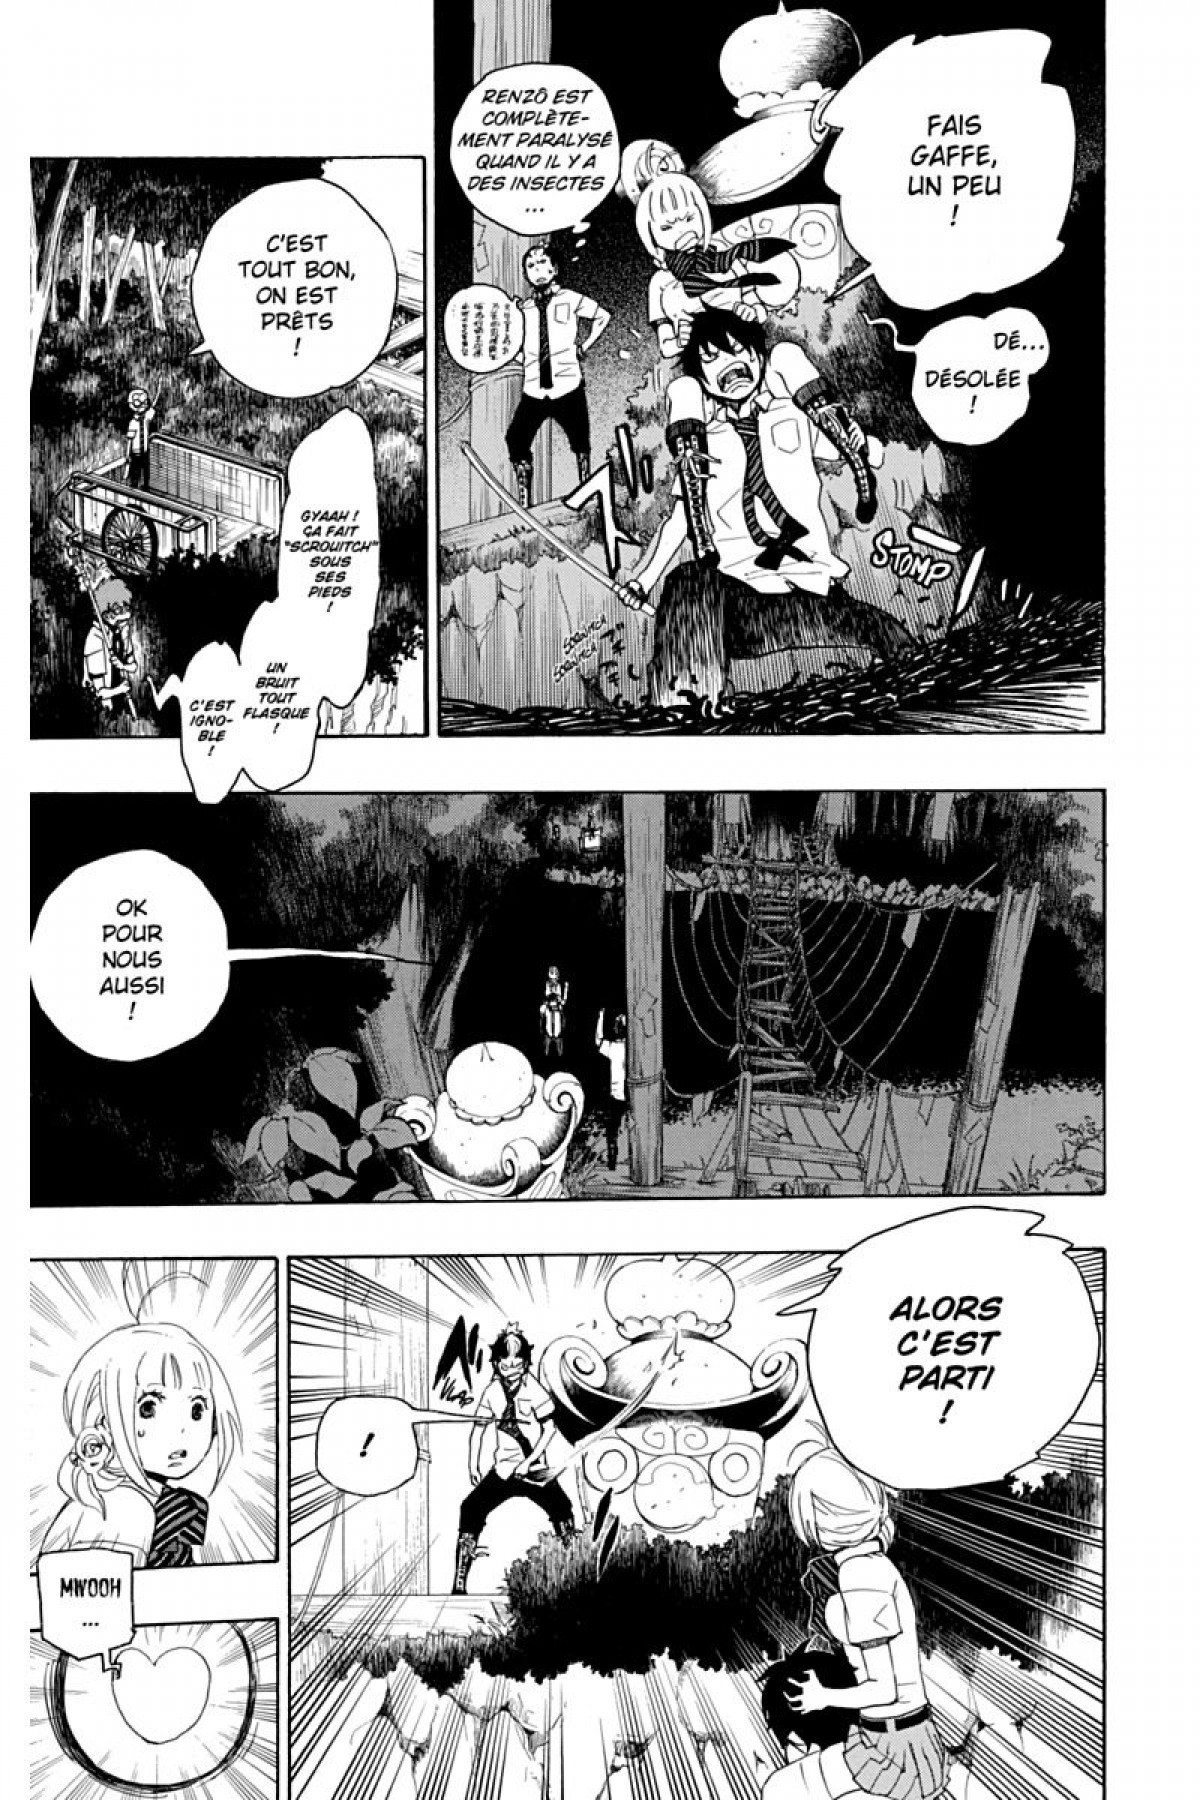 FAIS
GAFFE,
UN PEU
!
RENZÔ EST
COMPLÈTE-
MENT PARALYSÉ
QUAND IL Y A
DES INSECTES
...
DÉ...
DÉSOLÉE
!
STOMP
SCROUITCH
SCROUITCH
C'EST
TOUT BON,
ON EST
PRÊTS
!
GYAAH !
ÇA FAIT
"SCROUITCH"
SOUS
SES
PIEDS
!
UN
BRUIT
TOUT
FLASQUE
!
C'EST
IGNO-
BLE
!
OK
POUR
NOUS
AUSSI
!
ALORS
C'EST
PARTI
!
!
MWOOH
...